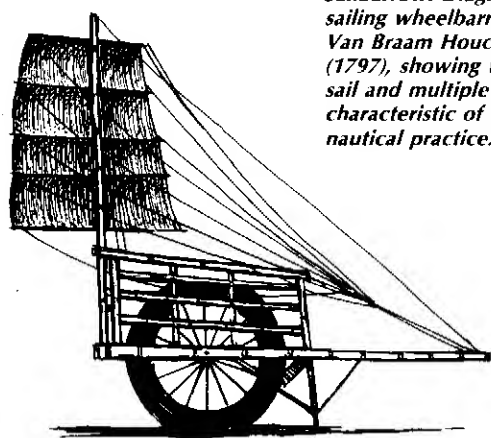 sailing wheelbarr
Van Braam Houc
(1797), showing
sail and multiple
characteristic of
nautical practice.